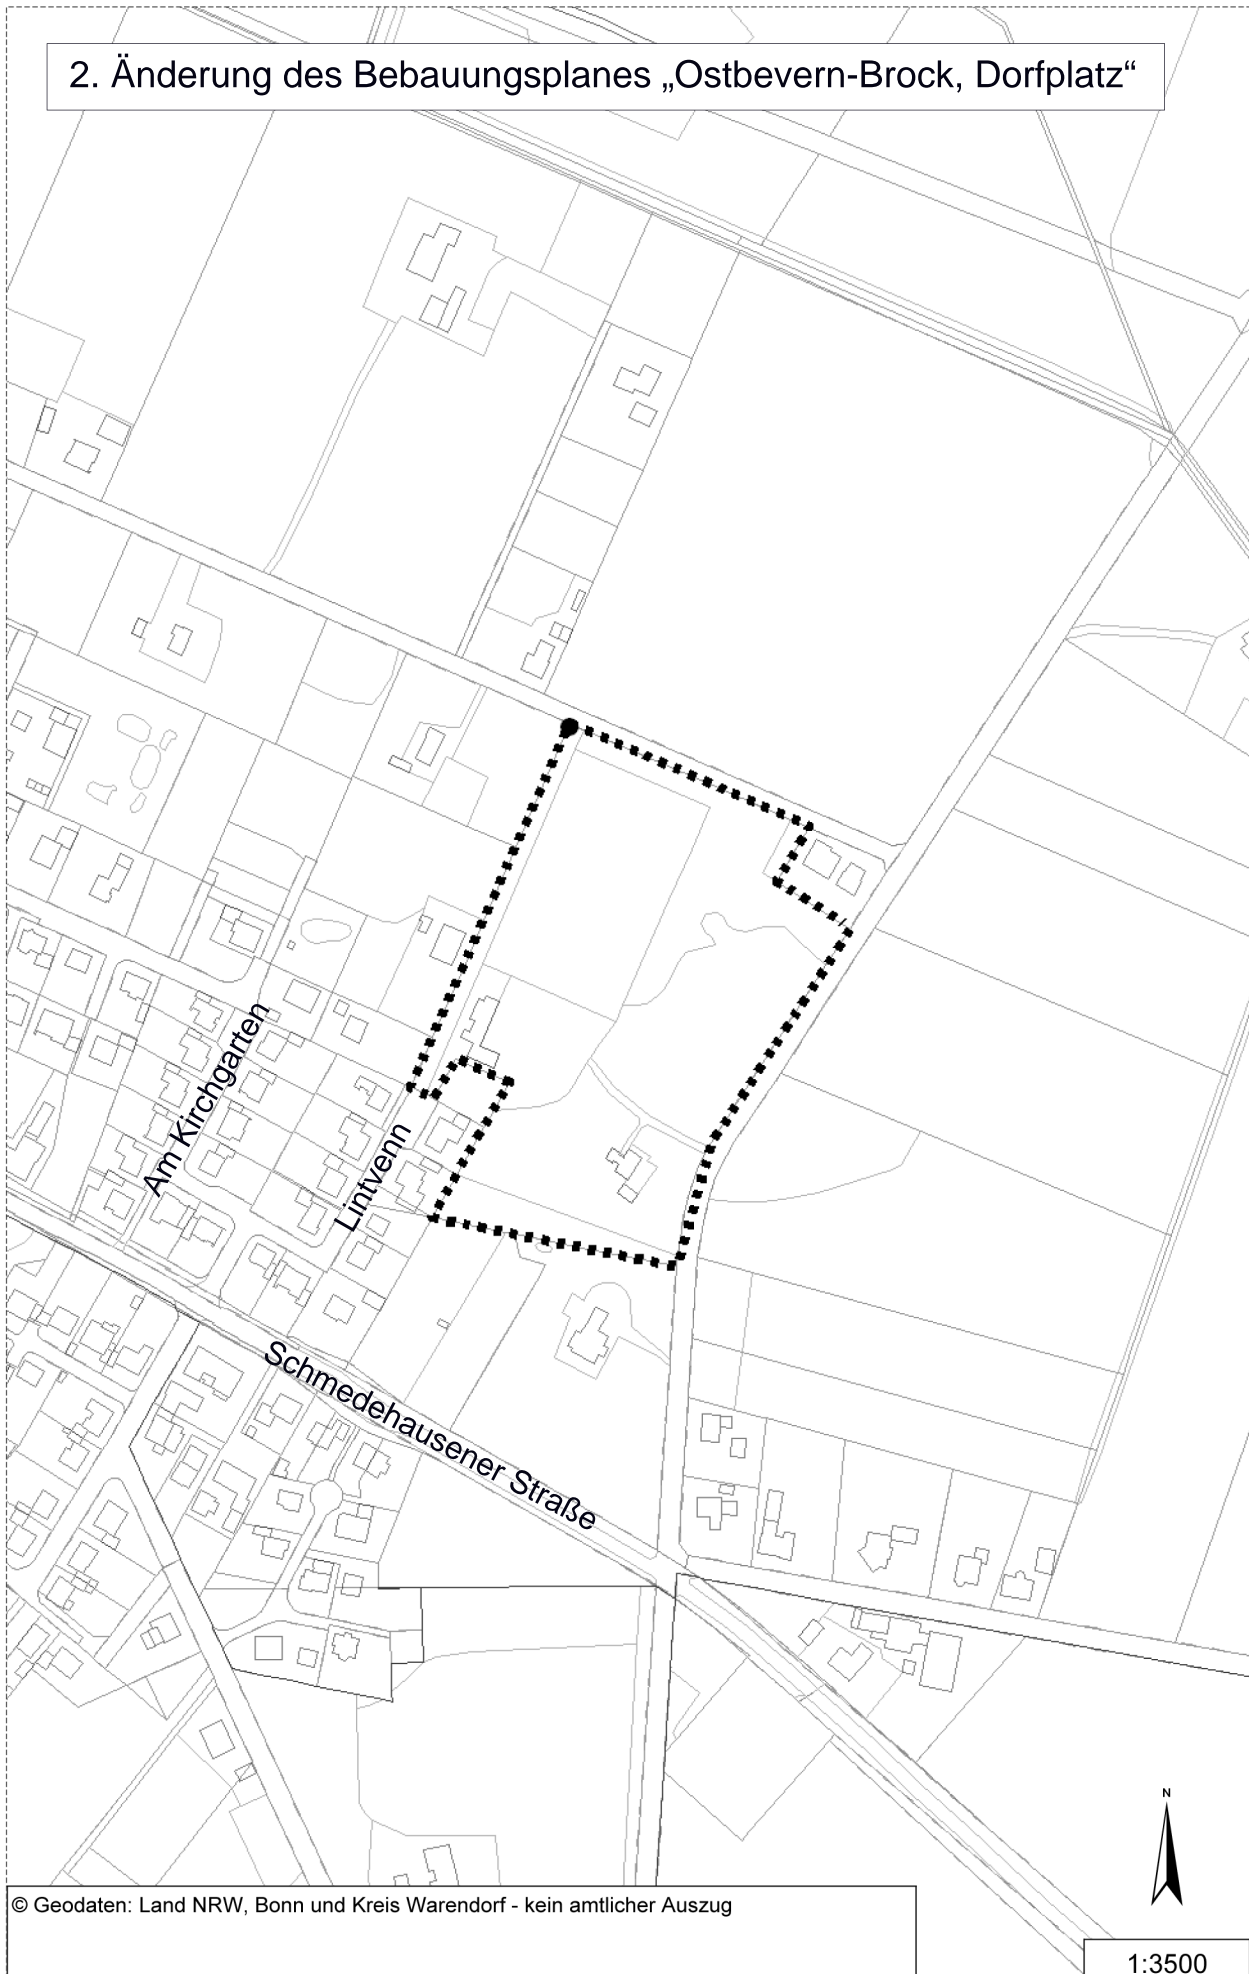 2. Änderung des Bebauungsplanes „Ostbevern-Brock, Dorfplatz“
Am Kirchgarten
Lintvenn
Schmedehausener Straße
N
© Geodaten: Land NRW, Bonn und Kreis Warendorf - kein amtlicher Auszug
1:3500